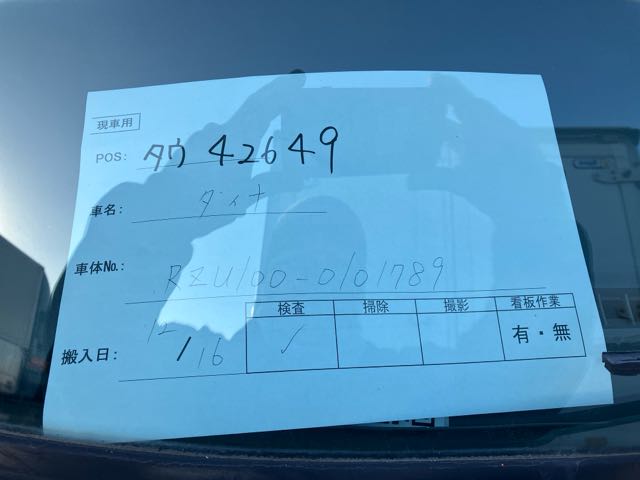 現車用
POS: タウ 42649
車名: ダイナ
車体No.: RZU100-0101789
検査 掃除 撮影 看板作業
搬入日: 12/16 ✓ 有・無